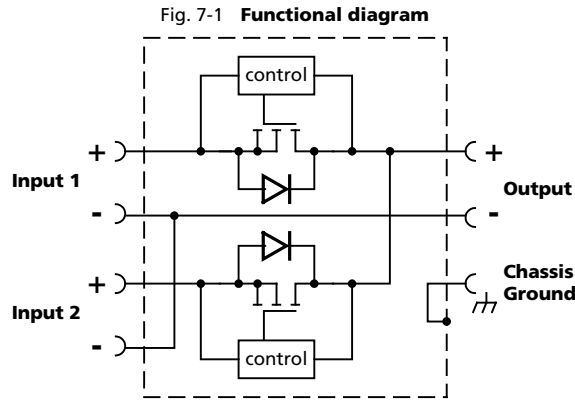 Fig. 7-1 Functional diagram
control
+
+
Input 1
Output
-
-
+
Chassis
Ground
Input 2
-
control